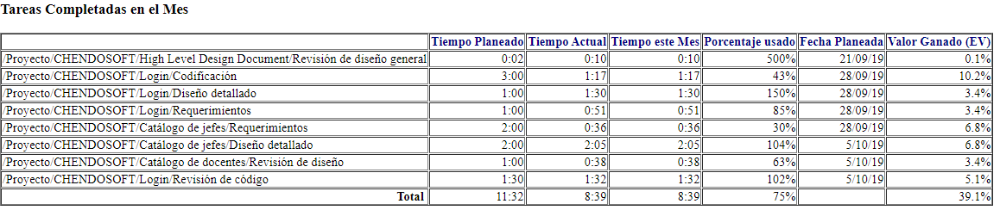 Tareas Completadas en el Mes
Tiempo Planeado Tiempo Actual Tiempo este Mes Porcentaje usado Fecha Planeada Valor Ganado (EV)
/Proyecto/CHENDOSOFT/High Level Design Document/Revisión de diseño general 0:02 0:10 0:10 500% 21/09/19 0.1%
/Proyecto/CHENDOSOFT/Login/Codificación 3:00 1:17 1:17 43% 28/09/19 10.2%
/Proyecto/CHENDOSOFT/Login/Diseño detallado 1:00 1:30 1:30 150% 28/09/19 3.4%
/Proyecto/CHENDOSOFT/Login/Requerimientos 1:00 0:51 0:51 85% 28/09/19 3.4%
/Proyecto/CHENDOSOFT/Catálogo de jefes/Requerimientos 2:00 0:36 0:36 30% 28/09/19 6.8%
/Proyecto/CHENDOSOFT/Catálogo de jefes/Diseño detallado 2:00 2:05 2:05 104% 5/10/19 6.8%
/Proyecto/CHENDOSOFT/Catálogo de docentes/Revisión de diseño 1:00 0:38 0:38 63% 5/10/19 3.4%
/Proyecto/CHENDOSOFT/Login/Revisión de código 1:30 1:32 1:32 102% 5/10/19 5.1%
Total 11:32 8:39 8:39 75% 39.1%